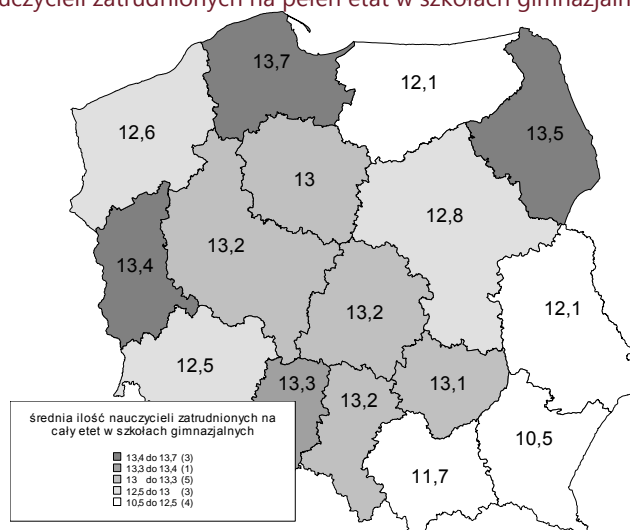 uczycieli zatrudnionych na pełen etat w szkołach gimnazjaln
13,7
12,1
12,6
13,5
13
12,8
13,2
13,4
13,2
12,1
12,5
13,3
13,2
13,1
10,5
11,7
średnia ilość nauczycieli zatrudnionych na
cały etet w szkołach gimnazjalnych
13,4 do 13,7 (3)
13,3 do 13,4 (1)
13 do 13,3 (5)
12,5 do 13 (3)
10,5 do 12,5 (4)